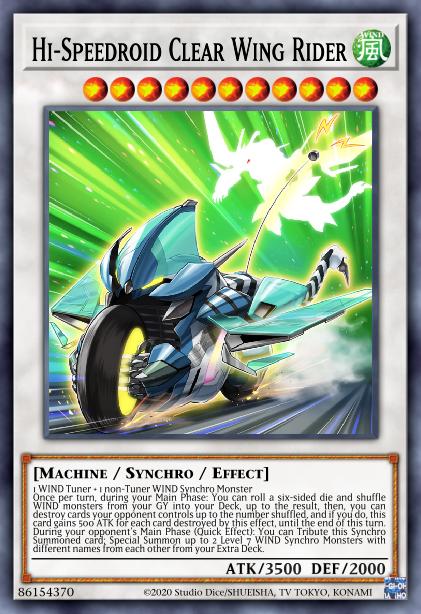 Hi-Speedroid Clear Wing Rider
WIND
風
[Machine / Synchro / Effect]
1 WIND Tuner + 1 non-Tuner WIND Synchro Monster
Once per turn, during your Main Phase: You can roll a six-sided die and shuffle
WIND monsters from your GY into your Deck, up to the result, then, you can
destroy cards your opponent controls up to the number shuffled, and if you do, this
card gains 500 ATK for each card destroyed by this effect, until the end of this turn.
During your opponent's Main Phase (Quick Effect): You can Tribute this Synchro
Summoned card; Special Summon up to 2 Level 7 WIND Synchro Monsters with
different names from each other from your Extra Deck.
ATK/3500 DEF/2000
86154370
©2020 Studio Dice/SHUEISHA, TV TOKYO, KONAMI